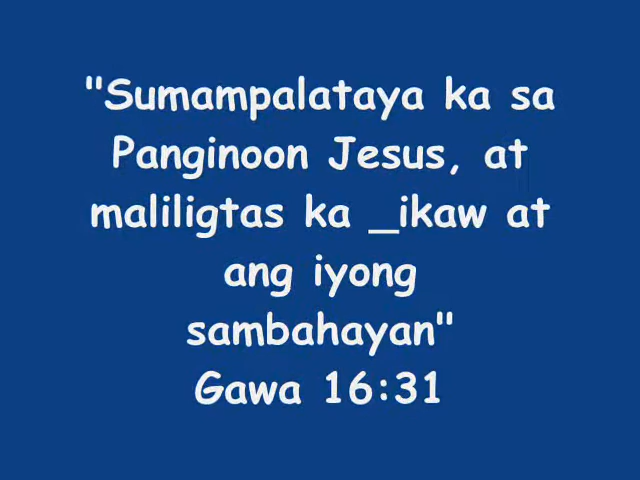 "Sumampalataya ka sa
Panginoon Jesus, at
maliligtas ka _ikaw at
ang iyong
sambahayan"
Gawa 16:31